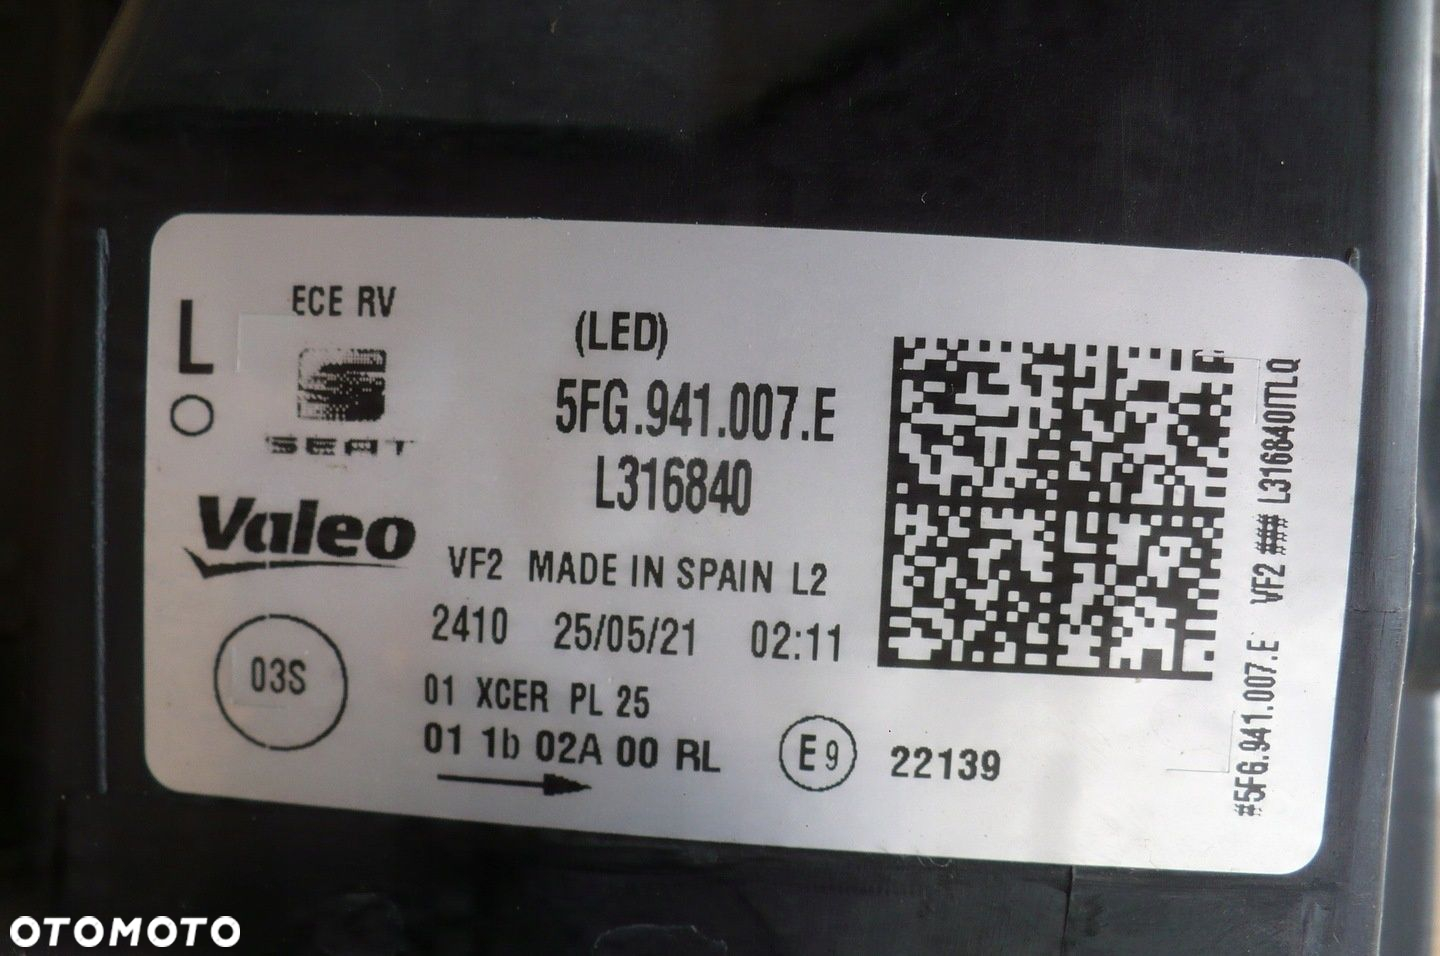 L
ECE RV
SEAT
Valeo
(LED)
5FG.941.007.E
L316840
VF2 MADE IN SPAIN L2
2410 25/05/21 02:11
03S
01 XCER PL 25
01 1b 02A 00 RL
E9 22139
#5FG.941.007.E VF2 ### L316840ITLQ
OTOMOTO